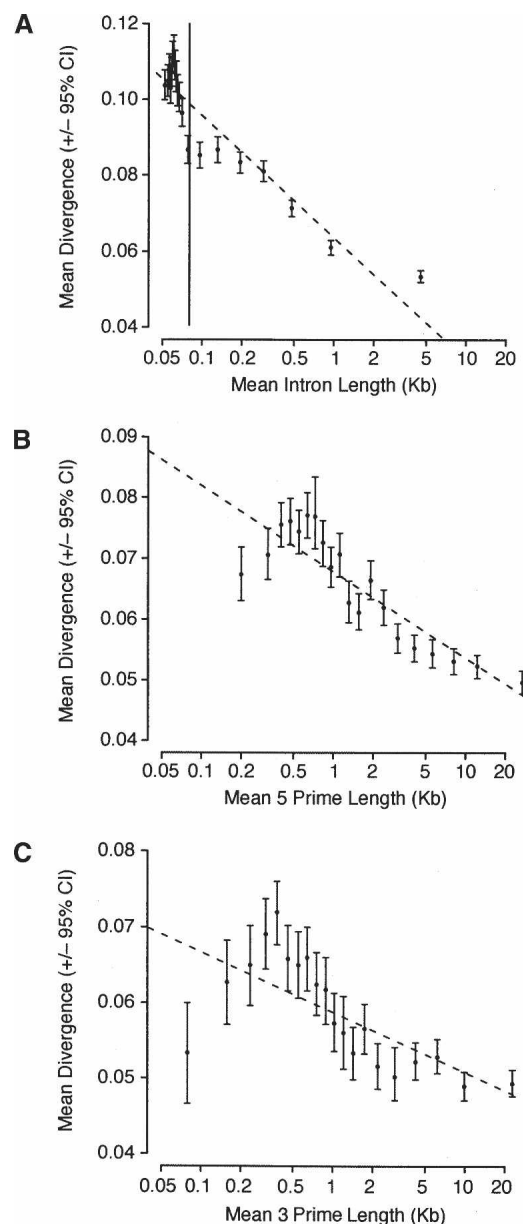 A
Mean Divergence (+/– 95% CI)
0.12
0.10
0.08
0.06
0.04
0.05 0.1 0.2 0.5 1 2 5 10 20
Mean Intron Length (Kb)
B
Mean Divergence (+/– 95% CI)
0.09
0.08
0.07
0.06
0.05
0.04
0.05 0.1 0.2 0.5 1 2 5 10 20
Mean 5 Prime Length (Kb)
C
Mean Divergence (+/– 95% CI)
0.08
0.07
0.06
0.05
0.04
0.05 0.1 0.2 0.5 1 2 5 10 20
Mean 3 Prime Length (Kb)